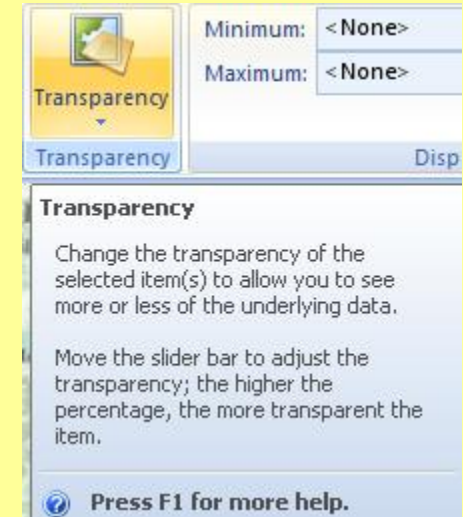 Minimum: <None>
Maximum: <None>
Transparency
Transparency
Disp
Transparency
Change the transparency of the
selected item(s) to allow you to see
more or less of the underlying data.
Move the slider bar to adjust the
transparency; the higher the
percentage, the more transparent the
item.
Press F1 for more help.